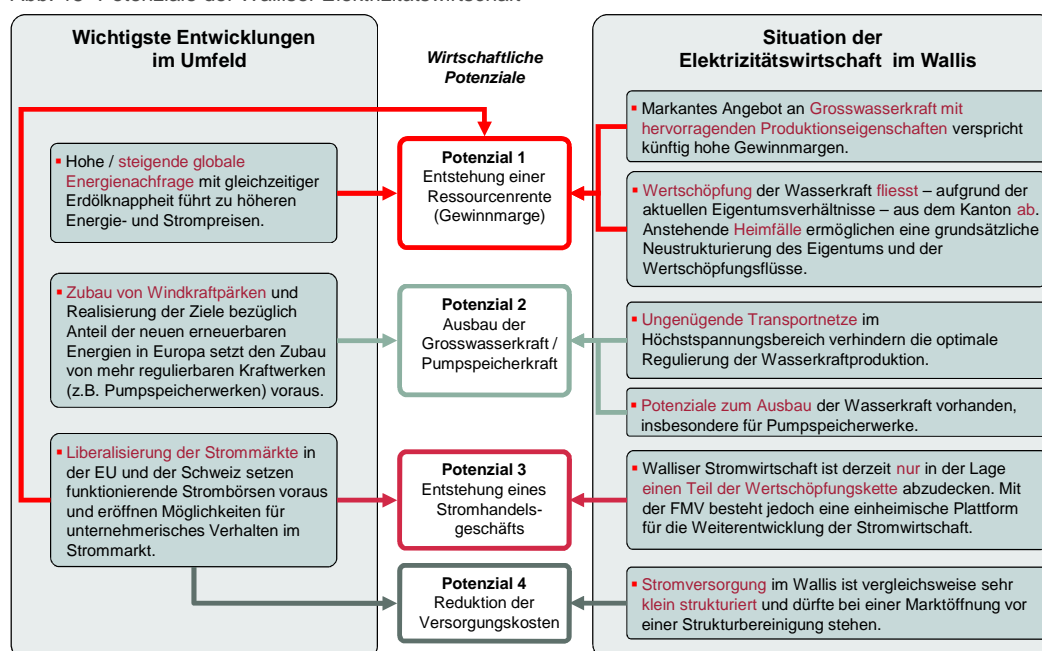 Abb. 15 Potenziale der Walliser Elektrizitätswirtschaft
Wichtigste Entwicklungen
im Umfeld
▪ Hohe / steigende globale
Energienachfrage mit gleichzeitiger
Erdölknappheit führt zu höheren
Energie- und Strompreisen.
▪ Zubau von Windkraftpärken und
Realisierung der Ziele bezüglich
Anteil der neuen erneuerbaren
Energien in Europa setzt den Zubau
von mehr regulierbaren Kraftwerken
(z.B. Pumpspeicherwerken) voraus.
▪ Liberalisierung der Strommärkte in
der EU und der Schweiz setzen
funktionierende Strombörsen voraus
und eröffnen Möglichkeiten für
unternehmerisches Verhalten im
Strommarkt.
Wirtschaftliche
Potenziale
Potenzial 1
Entstehung einer
Ressourcenrente
(Gewinnmarge)
Potenzial 2
Ausbau der
Grosswasserkraft /
Pumpspeicherkraft
Potenzial 3
Entstehung eines
Stromhandels-
geschäfts
Potenzial 4
Reduktion der
Versorgungskosten
Situation der
Elektrizitätswirtschaft im Wallis
▪ Markantes Angebot an Grosswasserkraft mit
hervorragenden Produktionseigenschaften verspricht
künftig hohe Gewinnmargen.
▪ Wertschöpfung der Wasserkraft fliesst – aufgrund der
aktuellen Eigentumsverhältnisse – aus dem Kanton ab.
Anstehende Heimfälle ermöglichen eine grundsätzliche
Neustrukturierung des Eigentums und der
Wertschöpfungsflüsse.
▪ Ungenügende Transportnetze im
Höchstspannungsbereich verhindern die optimale
Regulierung der Wasserkraftproduktion.
▪ Potenziale zum Ausbau der Wasserkraft vorhanden,
insbesondere für Pumpspeicherwerke.
▪ Walliser Stromwirtschaft ist derzeit nur in der Lage
einen Teil der Wertschöpfungskette abzudecken. Mit
der FMV besteht jedoch eine einheimische Plattform
für die Weiterentwicklung der Stromwirtschaft.
▪ Stromversorgung im Wallis ist vergleichsweise sehr
klein strukturiert und dürfte bei einer Marktöffnung vor
einer Strukturbereinigung stehen.